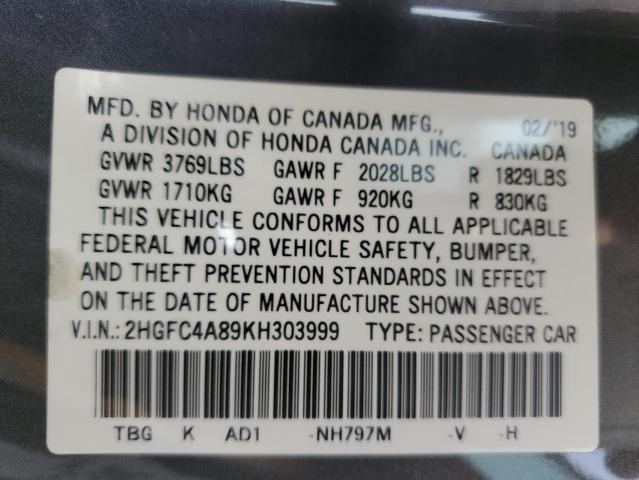 MFD. BY HONDA OF CANADA MFG., 02/'19
A DIVISION OF HONDA CANADA INC. CANADA
GVWR 3769LBS GAWR F 2028LBS R 1829LBS
GVWR 1710KG GAWR F 920KG R 830KG
THIS VEHICLE CONFORMS TO ALL APPLICABLE
FEDERAL MOTOR VEHICLE SAFETY, BUMPER,
AND THEFT PREVENTION STANDARDS IN EFFECT
ON THE DATE OF MANUFACTURE SHOWN ABOVE.
V.I.N.: 2HGFC4A89KH303999 TYPE: PASSENGER CAR
TBG K AD1 -NH797M -V -H